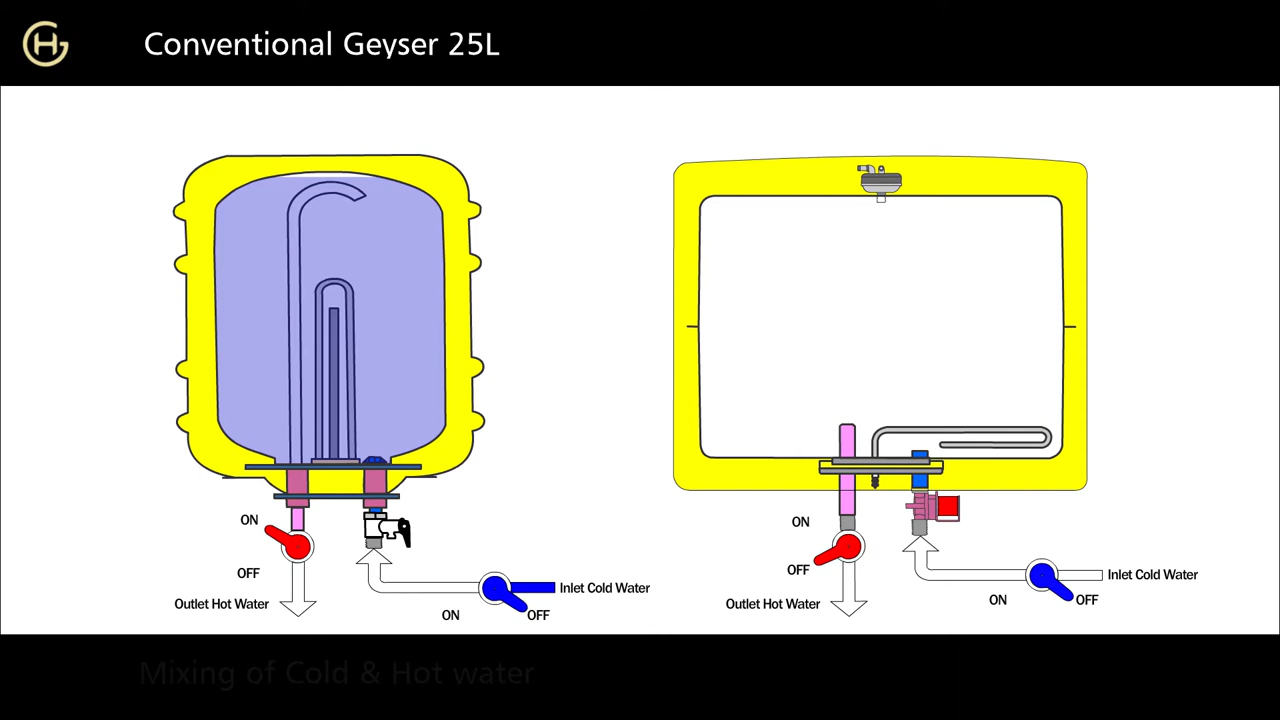 Conventional Geyser 25L
ON
OFF
Outlet Hot Water
ON
OFF
Inlet Cold Water
ON
OFF
Outlet Hot Water
ON
OFF
Inlet Cold Water
Mixing of Cold & Hot water